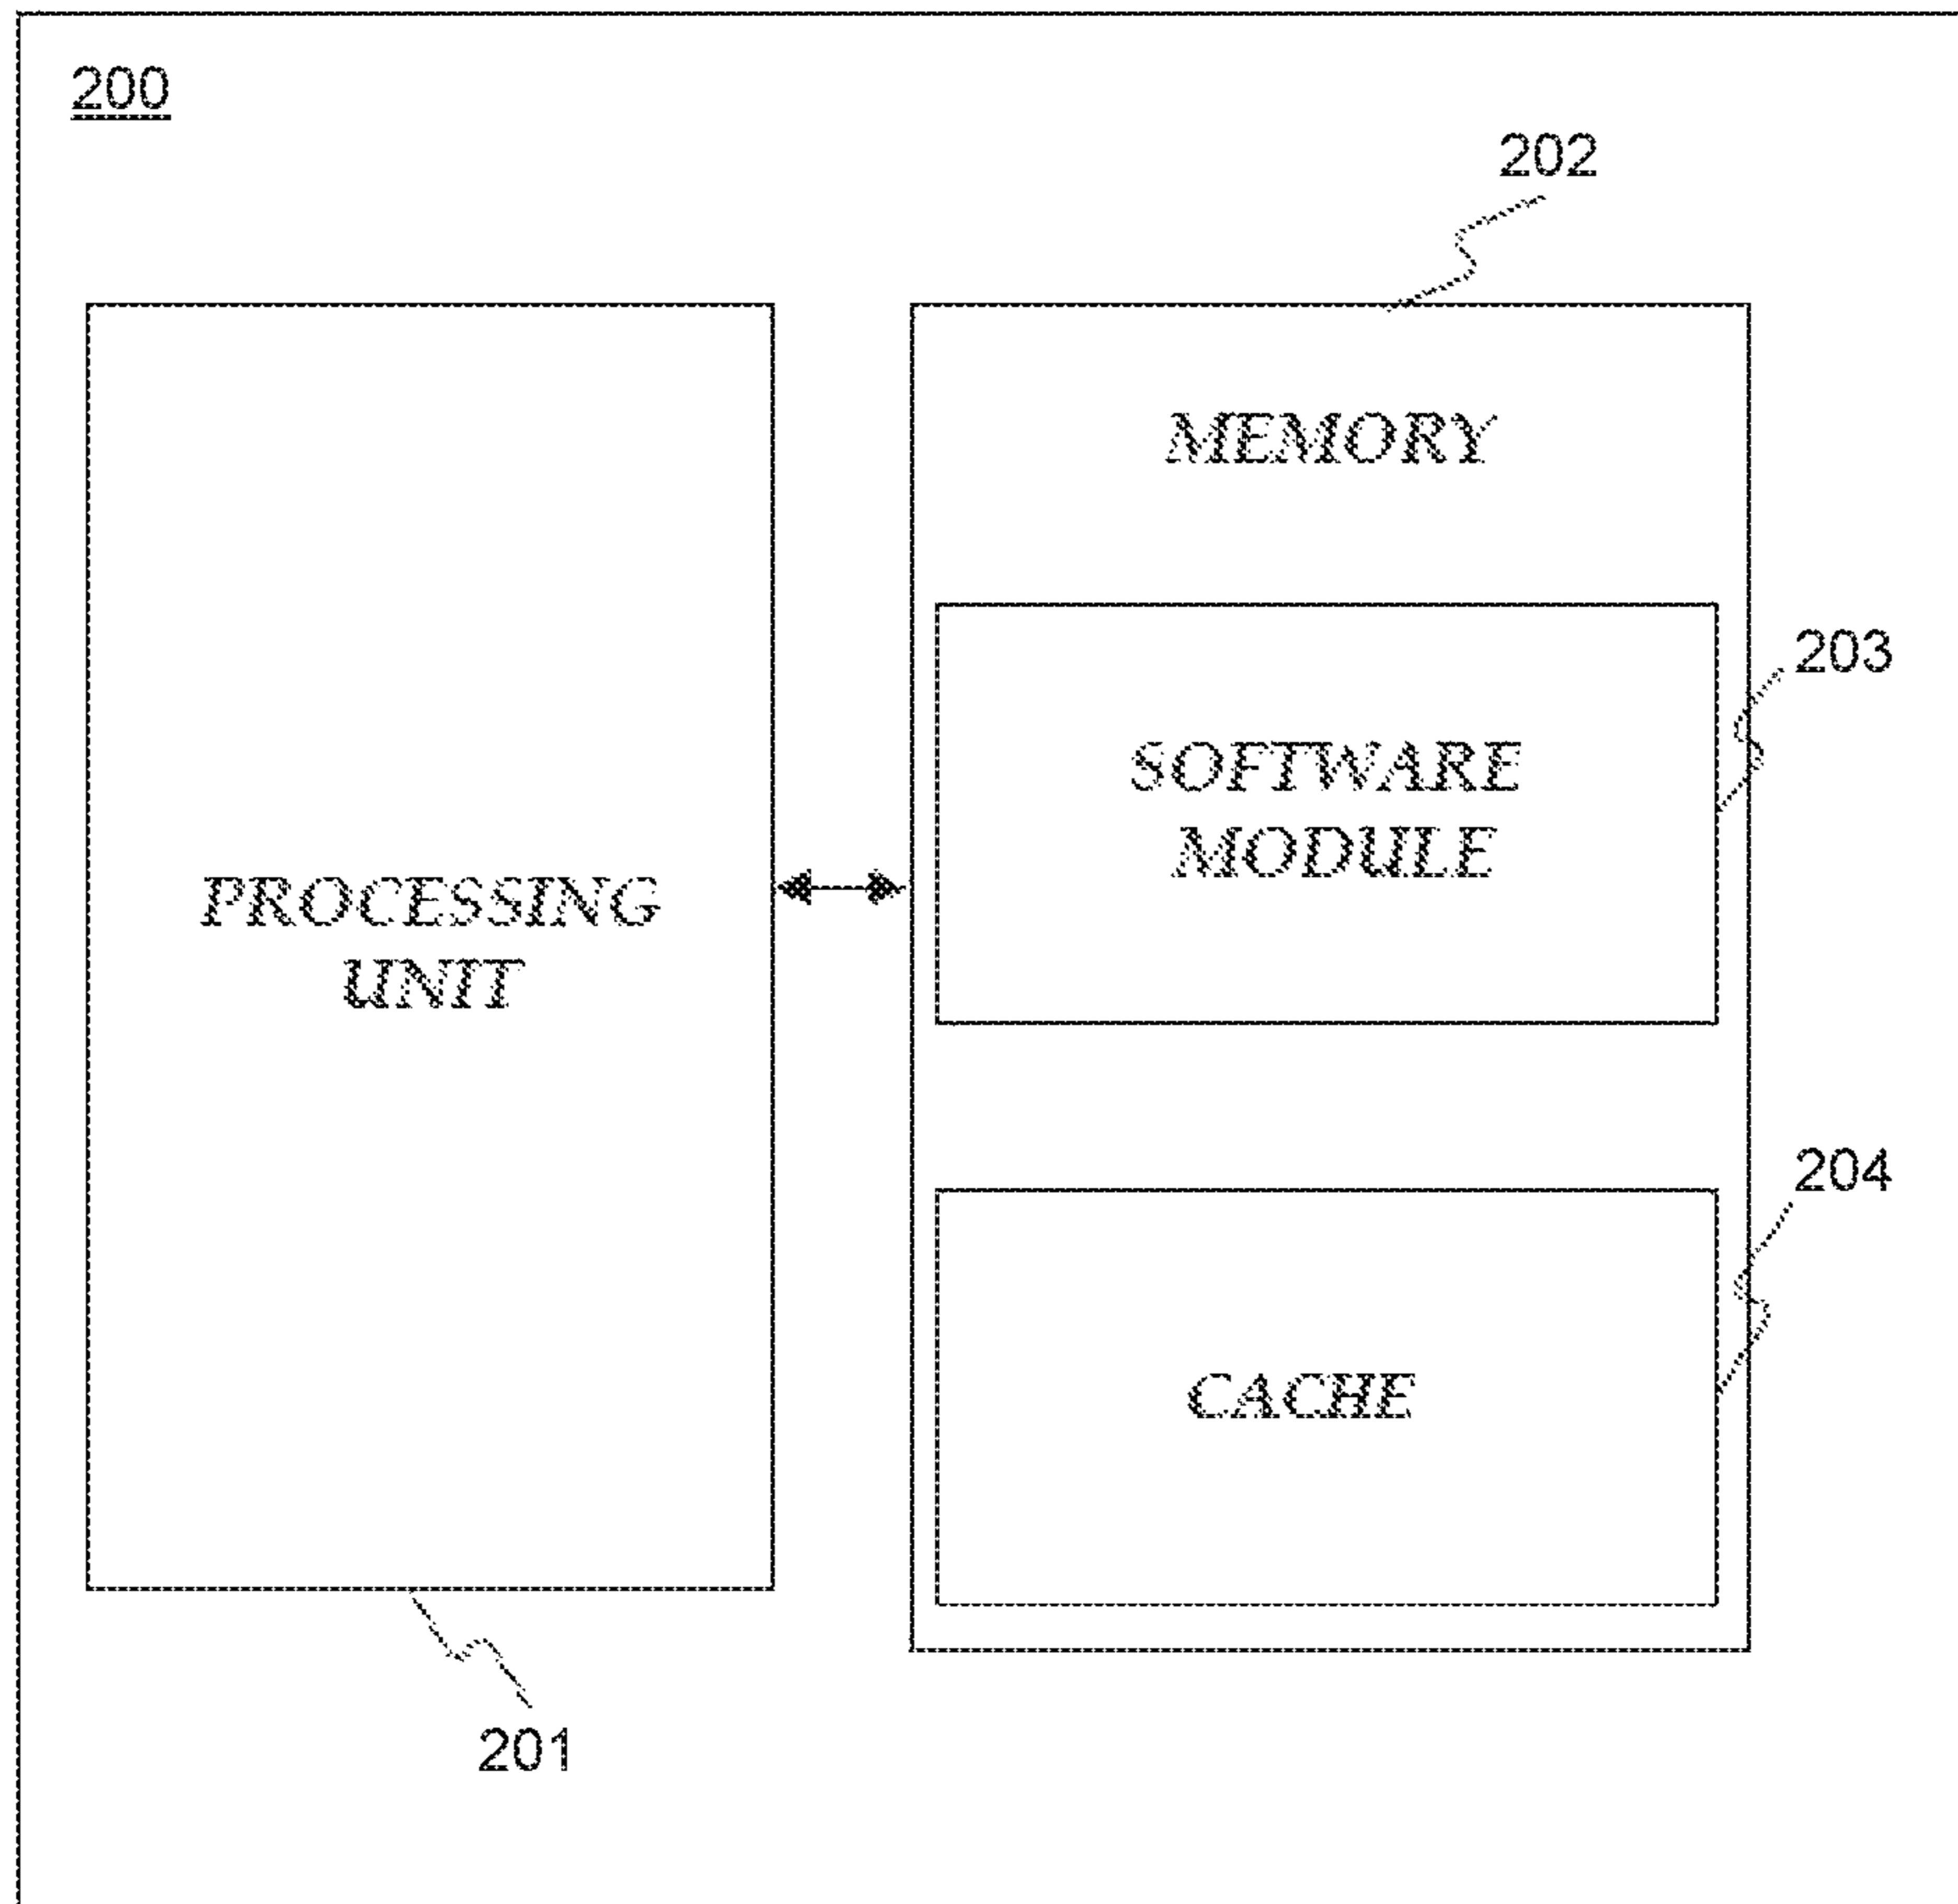 200
202
MEMORY
203
SOFTWARE
MODULE
PROCESSING
UNIT
204
CACHE
201